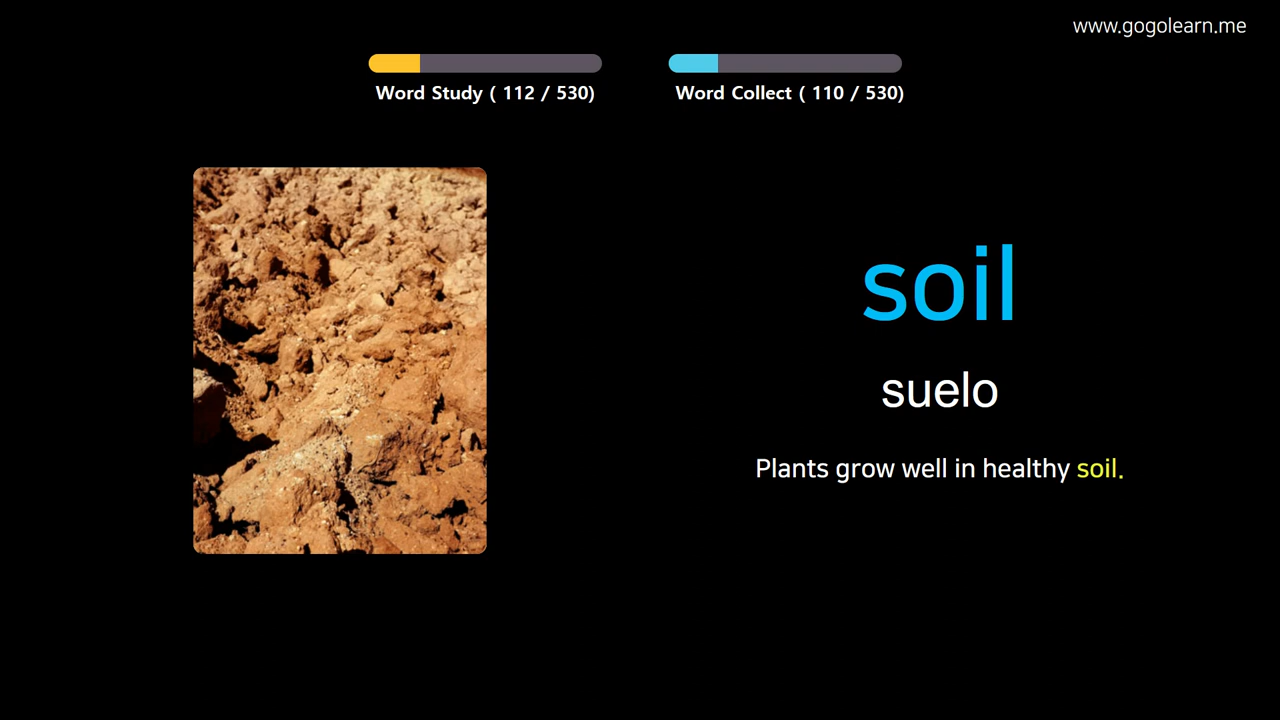 www.gogolearn.me
Word Study ( 112 / 530)
Word Collect ( 110 / 530)
soil
suelo
Plants grow well in healthy soil.